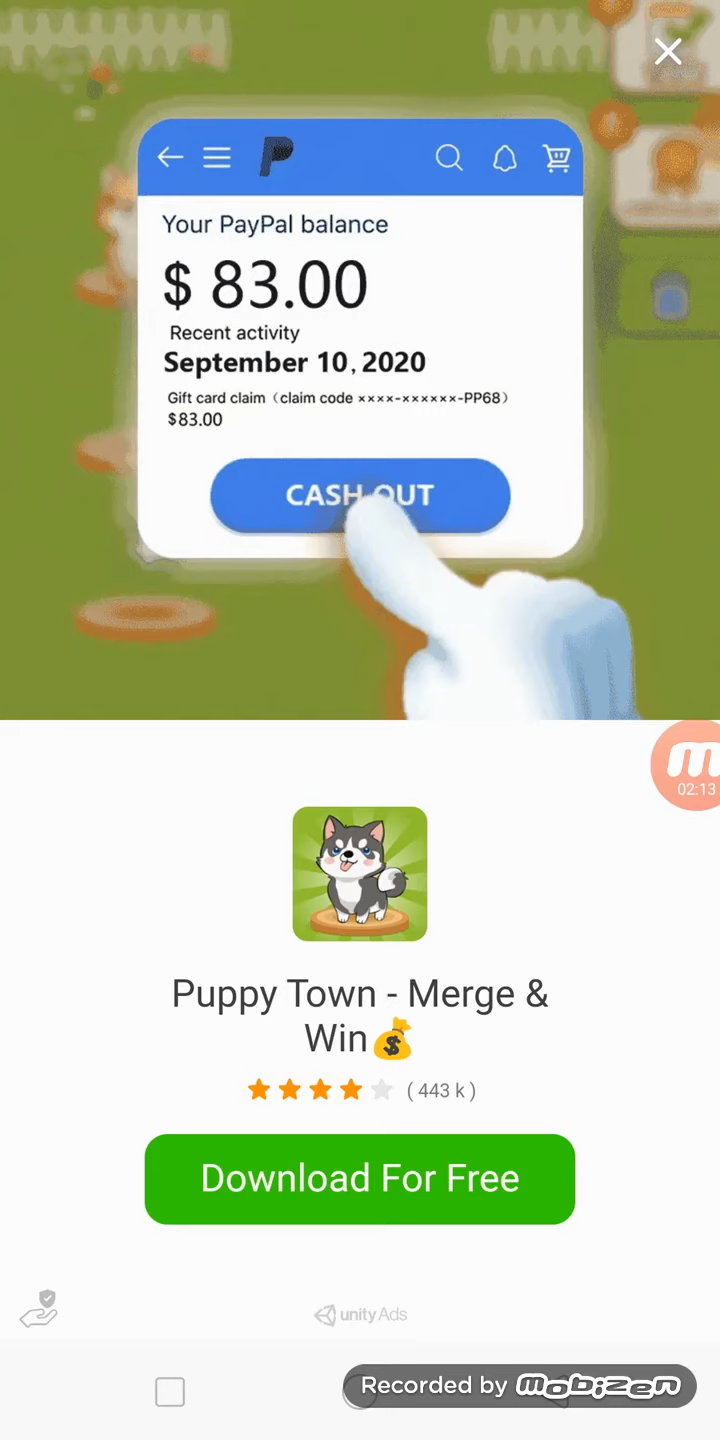 Your PayPal balance
$ 83.00
Recent activity
September 10, 2020
Gift card claim (claim code ××××-××××××-PP68)
$83.00
CASH OUT
m
02:13
Puppy Town - Merge &
Win💰
( 443 k )
Download For Free
unity Ads
Recorded by mobizen